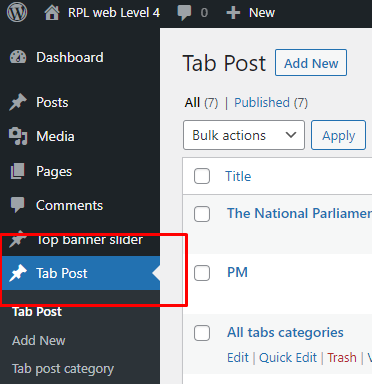 RPL web Level 4 0 + New
Dashboard
Posts
Media
Pages
Comments
Top banner slider
Tab Post
Tab Post
Add New
Tab post category
Tab Post Add New
All (7) | Published (7)
Bulk actions Apply
Title
The National Parliamen
PM
All tabs categories
Edit | Quick Edit | Trash | V